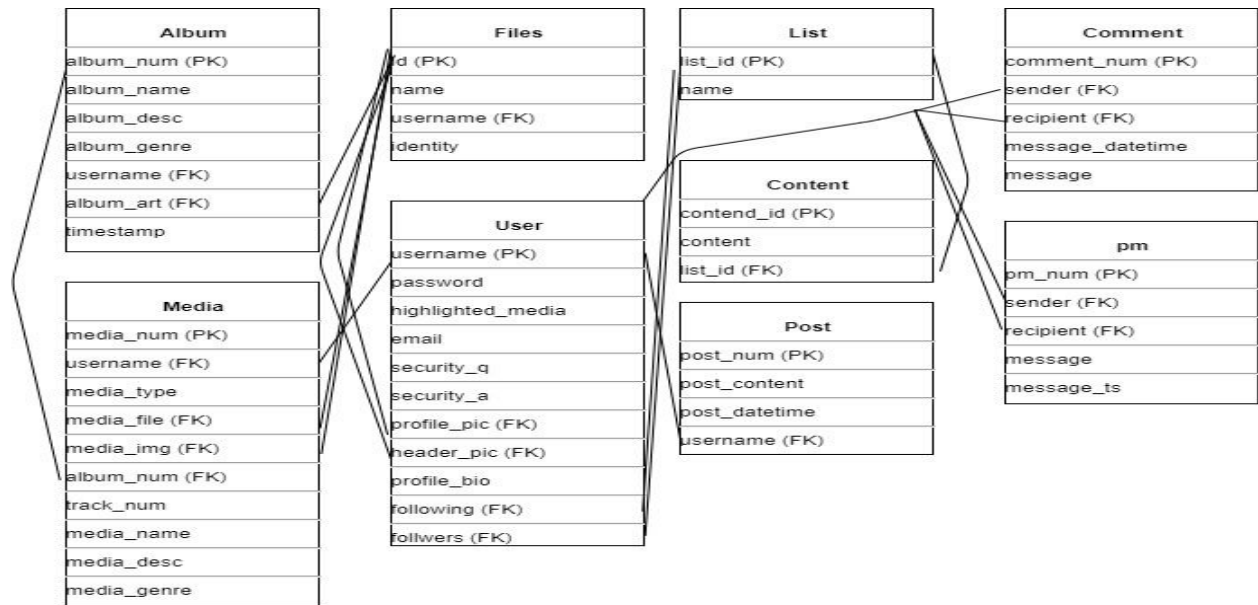 Album
album_num (PK)
album_name
album_desc
album_genre
username (FK)
album_art (FK)
timestamp
Media
media_num (PK)
username (FK)
media_type
media_file (FK)
media_img (FK)
album_num (FK)
track_num
media_name
media_desc
media_genre
Files
fd (PK)
name
username (FK)
identity
User
username (PK)
password
highlighted_media
email
security_q
security_a
profile_pic (FK)
header_pic (FK)
profile_bio
following (FK)
follwers (FK)
List
list_id (PK)
name
Content
contend_id (PK)
content
list_id (FK)
Post
post_num (PK)
post_content
post_datetime
username (FK)
Comment
comment_num (PK)
sender (FK)
recipient (FK)
message_datetime
message
pm
pm_num (PK)
sender (FK)
recipient (FK)
message
message_ts